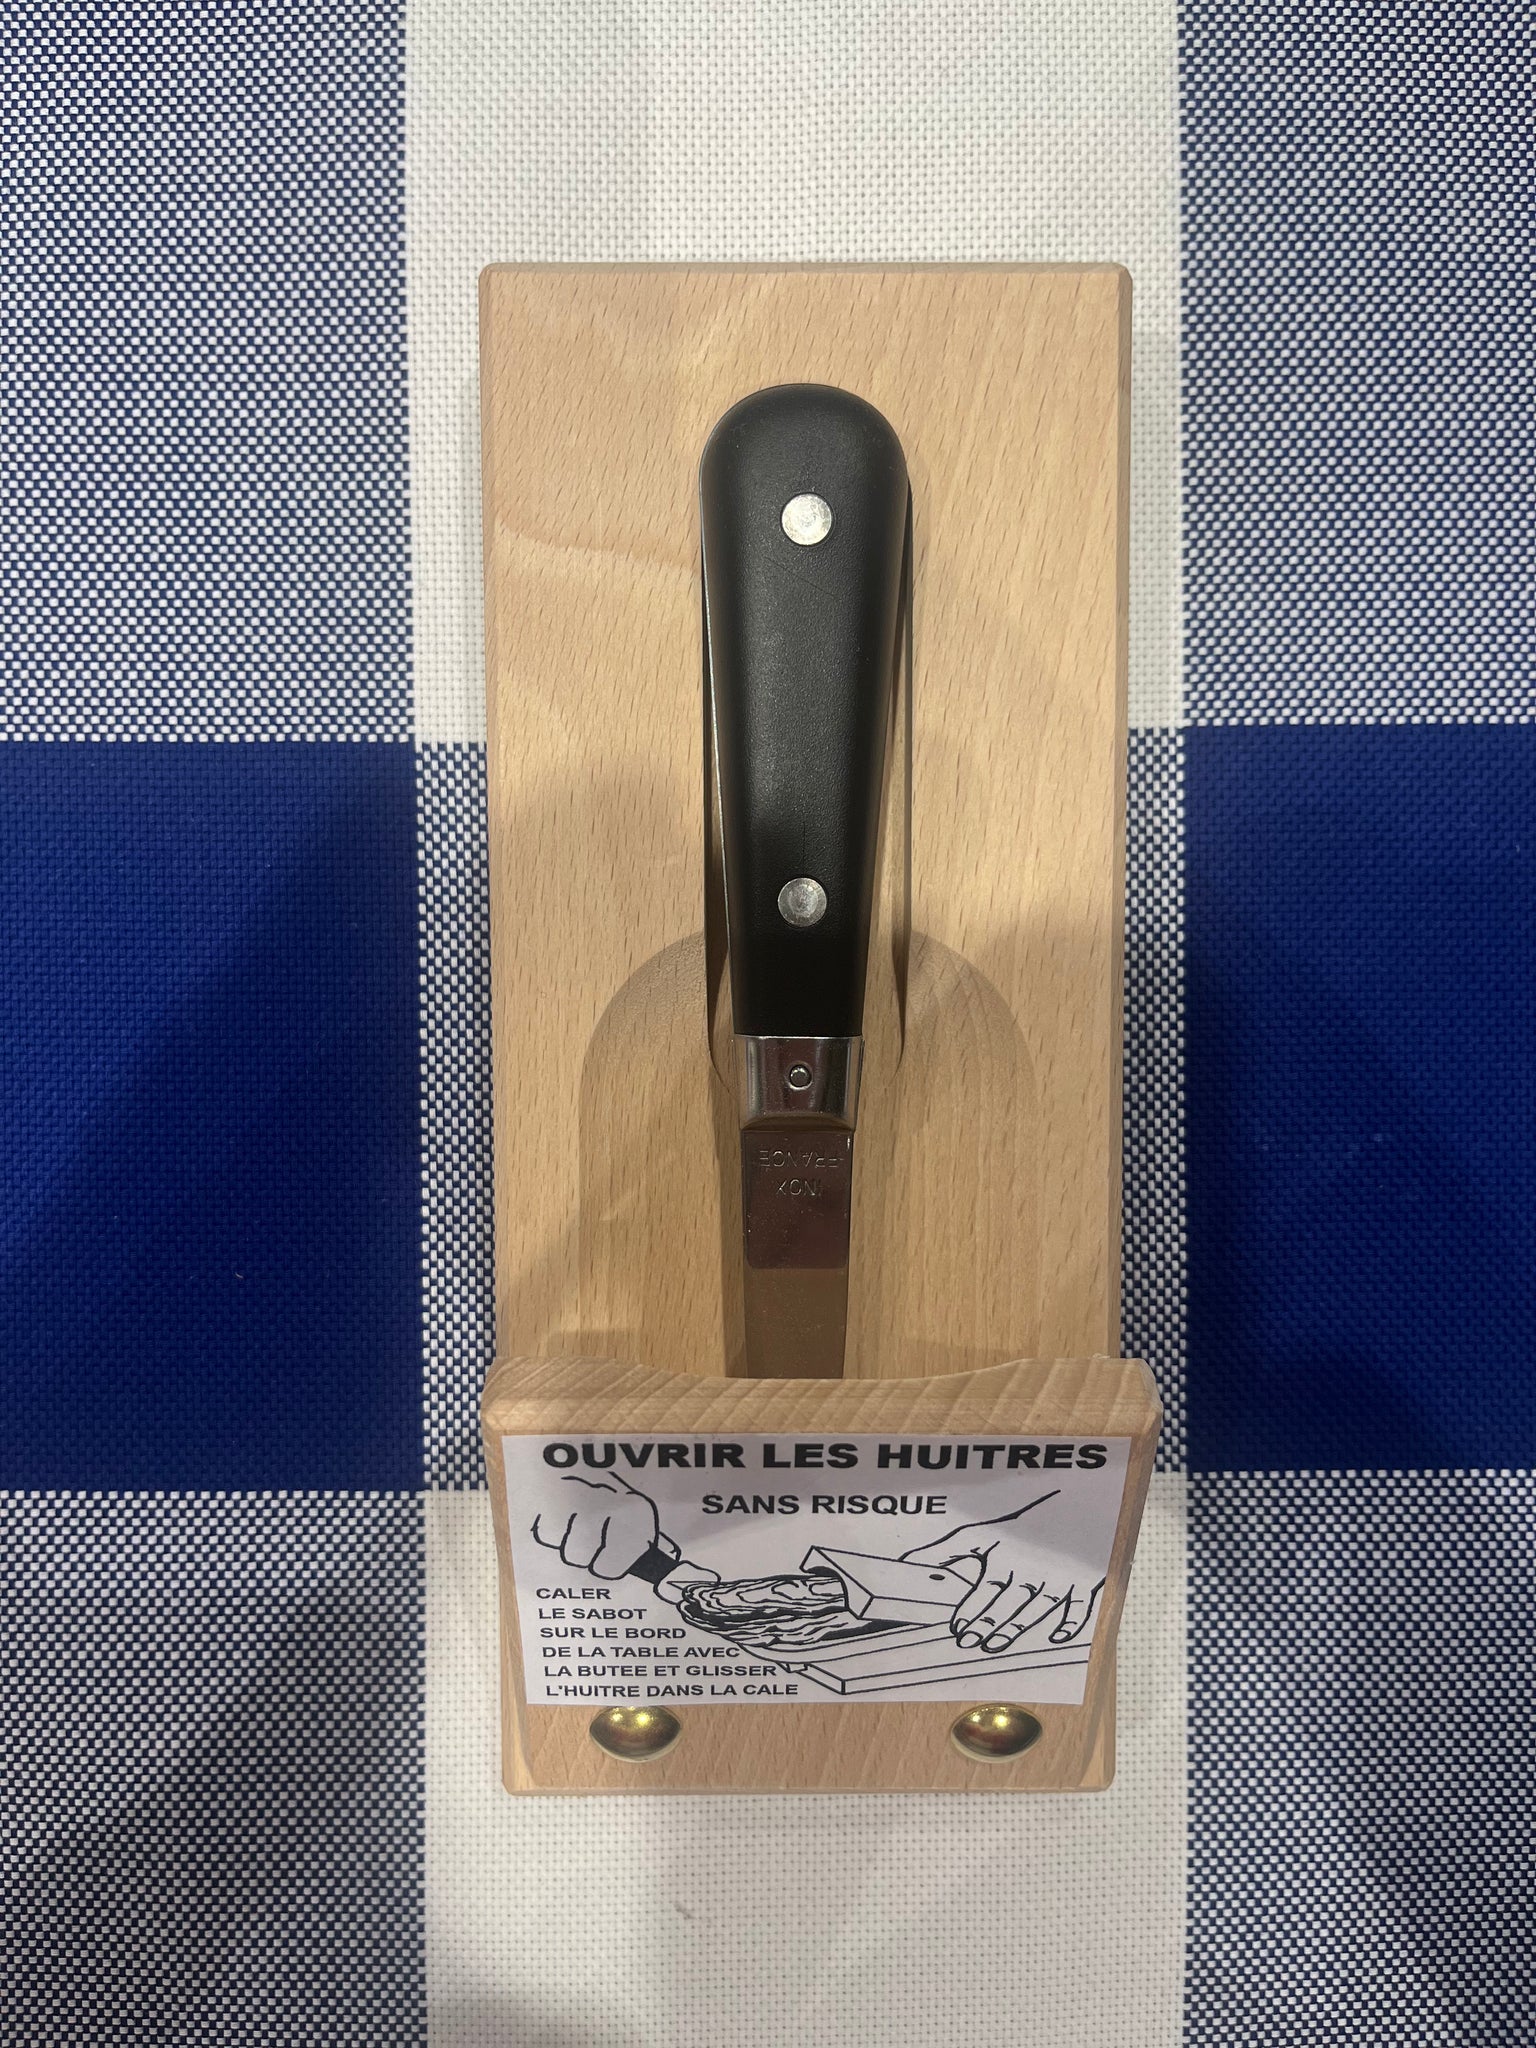 FRANCE
INOX
OUVRIR LES HUITRES
SANS RISQUE
CALER
LE SABOT
SUR LE BORD
DE LA TABLE AVEC
LA BUTEE ET GLISSER
L'HUITRE DANS LA CALE